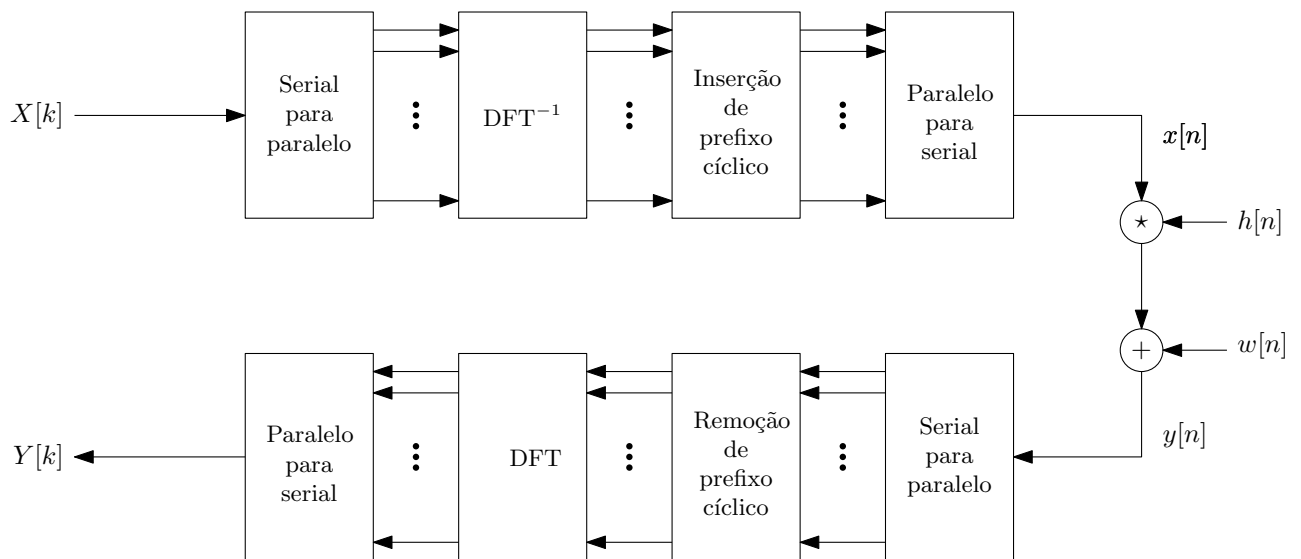 X[k]
Serial
para
paralelo
DFT⁻¹
Inserção
de
prefixo
cíclico
Paralelo
para
serial
x[n]
⋆
h[n]
+
w[n]
y[n]
Y[k]
Paralelo
para
serial
DFT
Remoção
de
prefixo
cíclico
Serial
para
paralelo